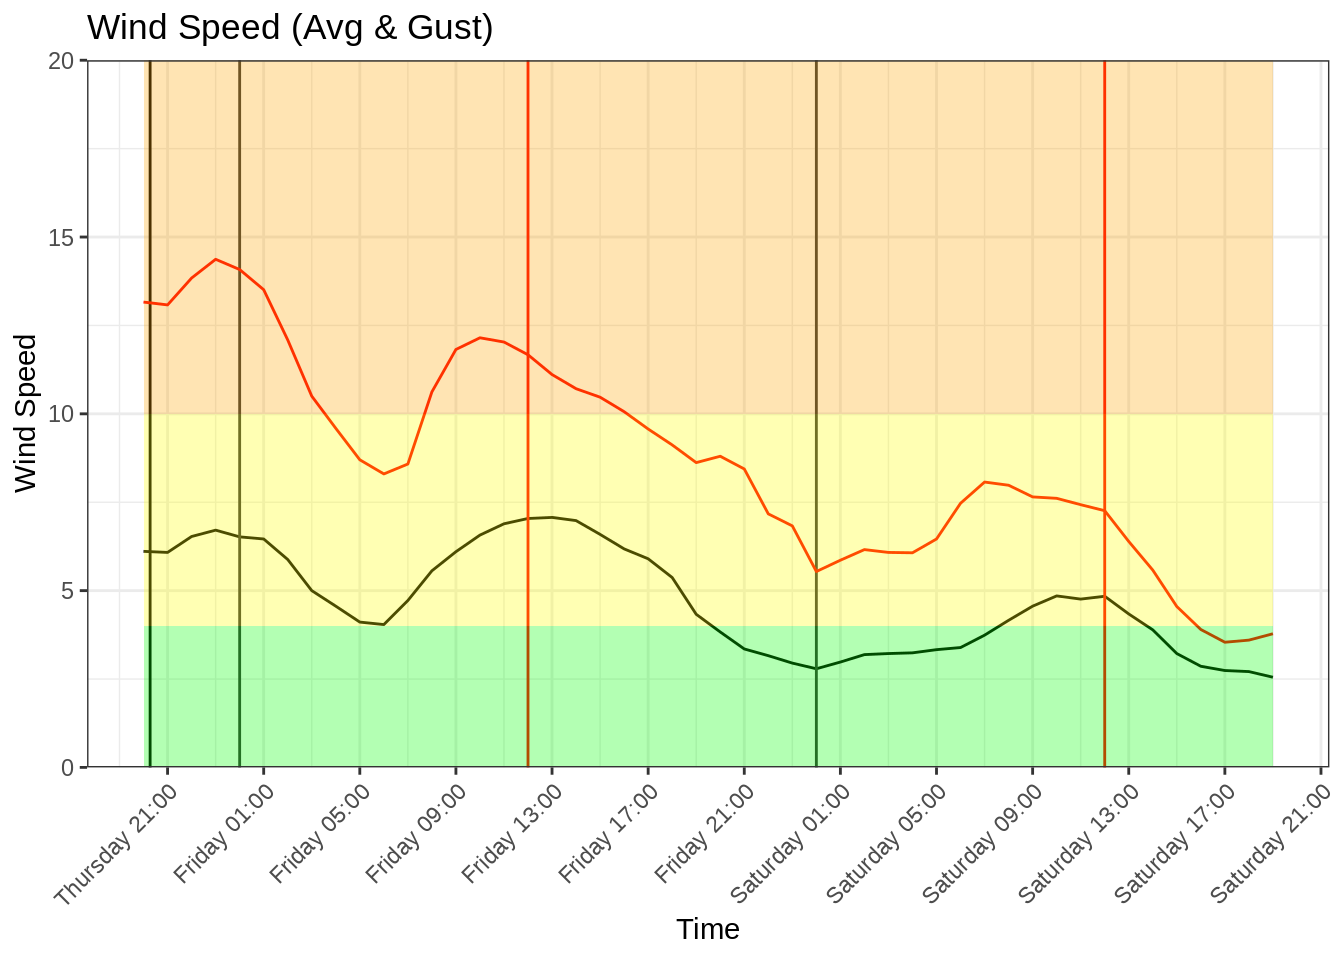 Wind Speed (Avg & Gust)
20
15
10
5
0
Wind Speed
Thursday 21:00
Friday 01:00
Friday 05:00
Friday 09:00
Friday 13:00
Friday 17:00
Friday 21:00
Saturday 01:00
Saturday 05:00
Saturday 09:00
Saturday 13:00
Saturday 17:00
Saturday 21:00
Time